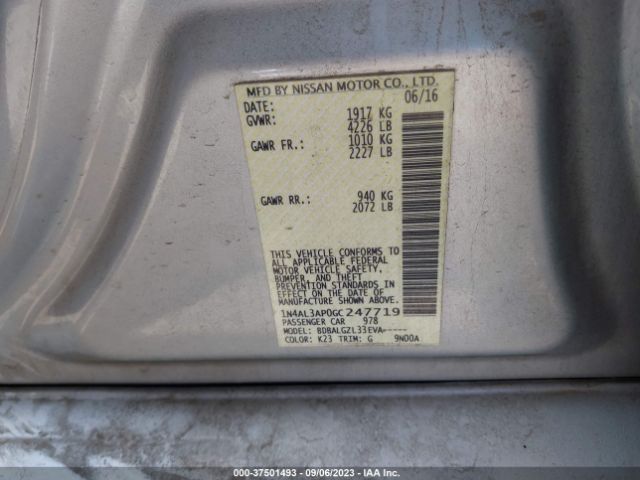 MFD BY NISSAN MOTOR CO., LTD.
DATE: 06/16
GVWR: 1917 KG
4226 LB
GAWR FR.: 1010 KG
2227 LB
GAWR RR.: 940 KG
2072 LB
THIS VEHICLE CONFORMS TO
ALL APPLICABLE FEDERAL
MOTOR VEHICLE SAFETY,
BUMPER, AND THEFT
PREVENTION STANDARDS IN
EFFECT ON THE DATE OF
MANUFACTURE SHOWN ABOVE.
1N4AL3AP0GC247719
PASSENGER CAR 978
MODEL: BDBALGZL33EVA-----
COLOR: K23 TRIM: G 9N00A
000-37501493 - 09/06/2023 - IAA Inc.